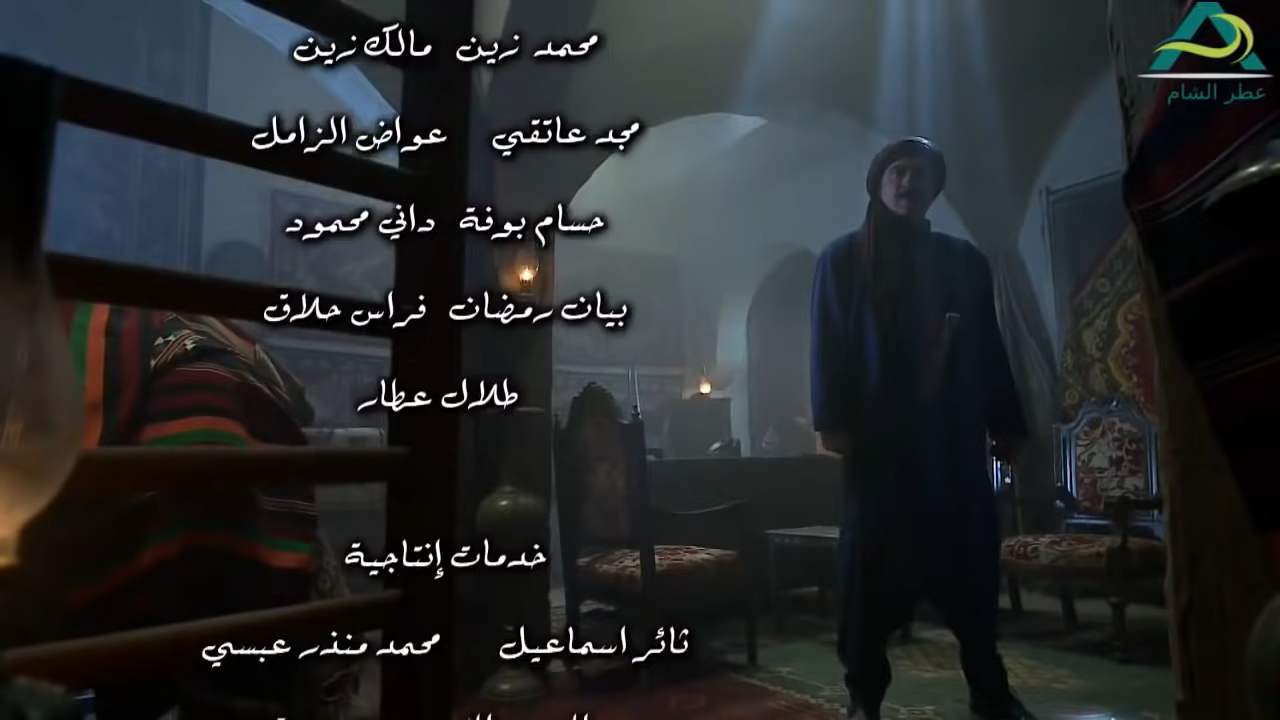 محمد زين مالك زين
عطر الشام
مجد عاتقي عواض الزامل
حسام بوفة داني محمود
بيان رمضان فراس حلاق
طلال عطار
خدمات إنتاجية
ثائر اسماعيل محمد منذر عبسي